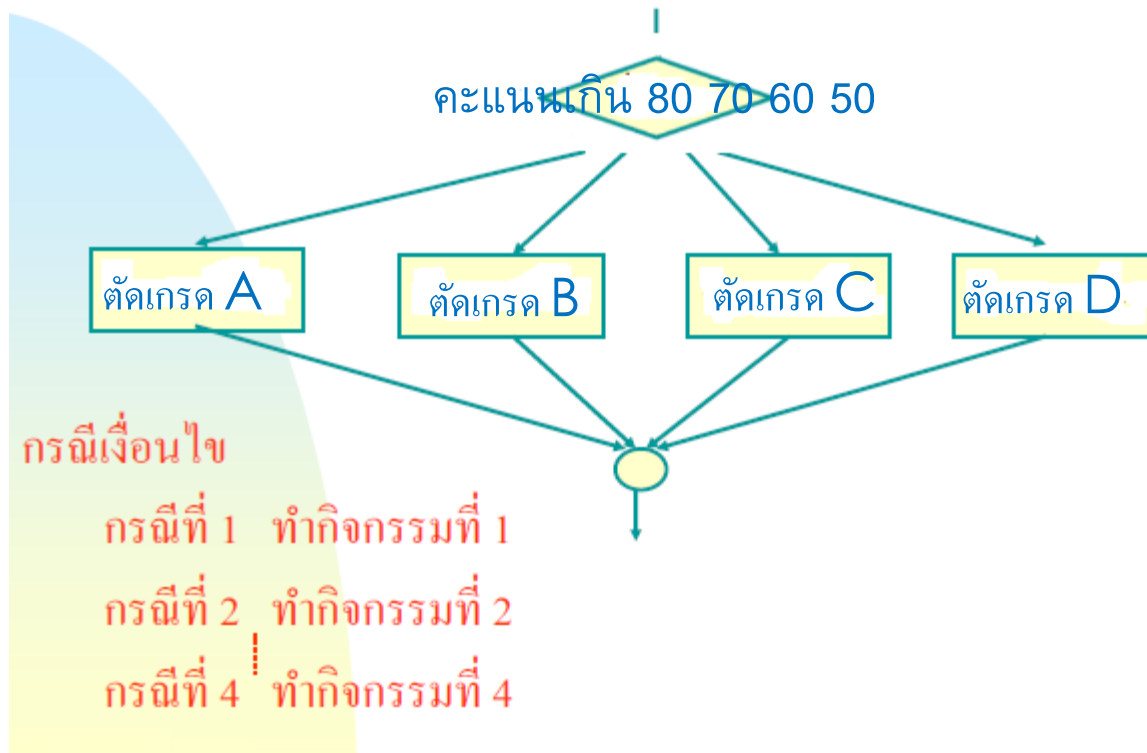 คะแนนเกิน 80 70 60 50
ตัดเกรด A
ตัดเกรด B
ตัดเกรด C
ตัดเกรด D
กรณีเงื่อนไข
กรณีที่ 1 ทำกิจกรรมที่ 1
กรณีที่ 2 ทำกิจกรรมที่ 2
กรณีที่ 4 ทำกิจกรรมที่ 4